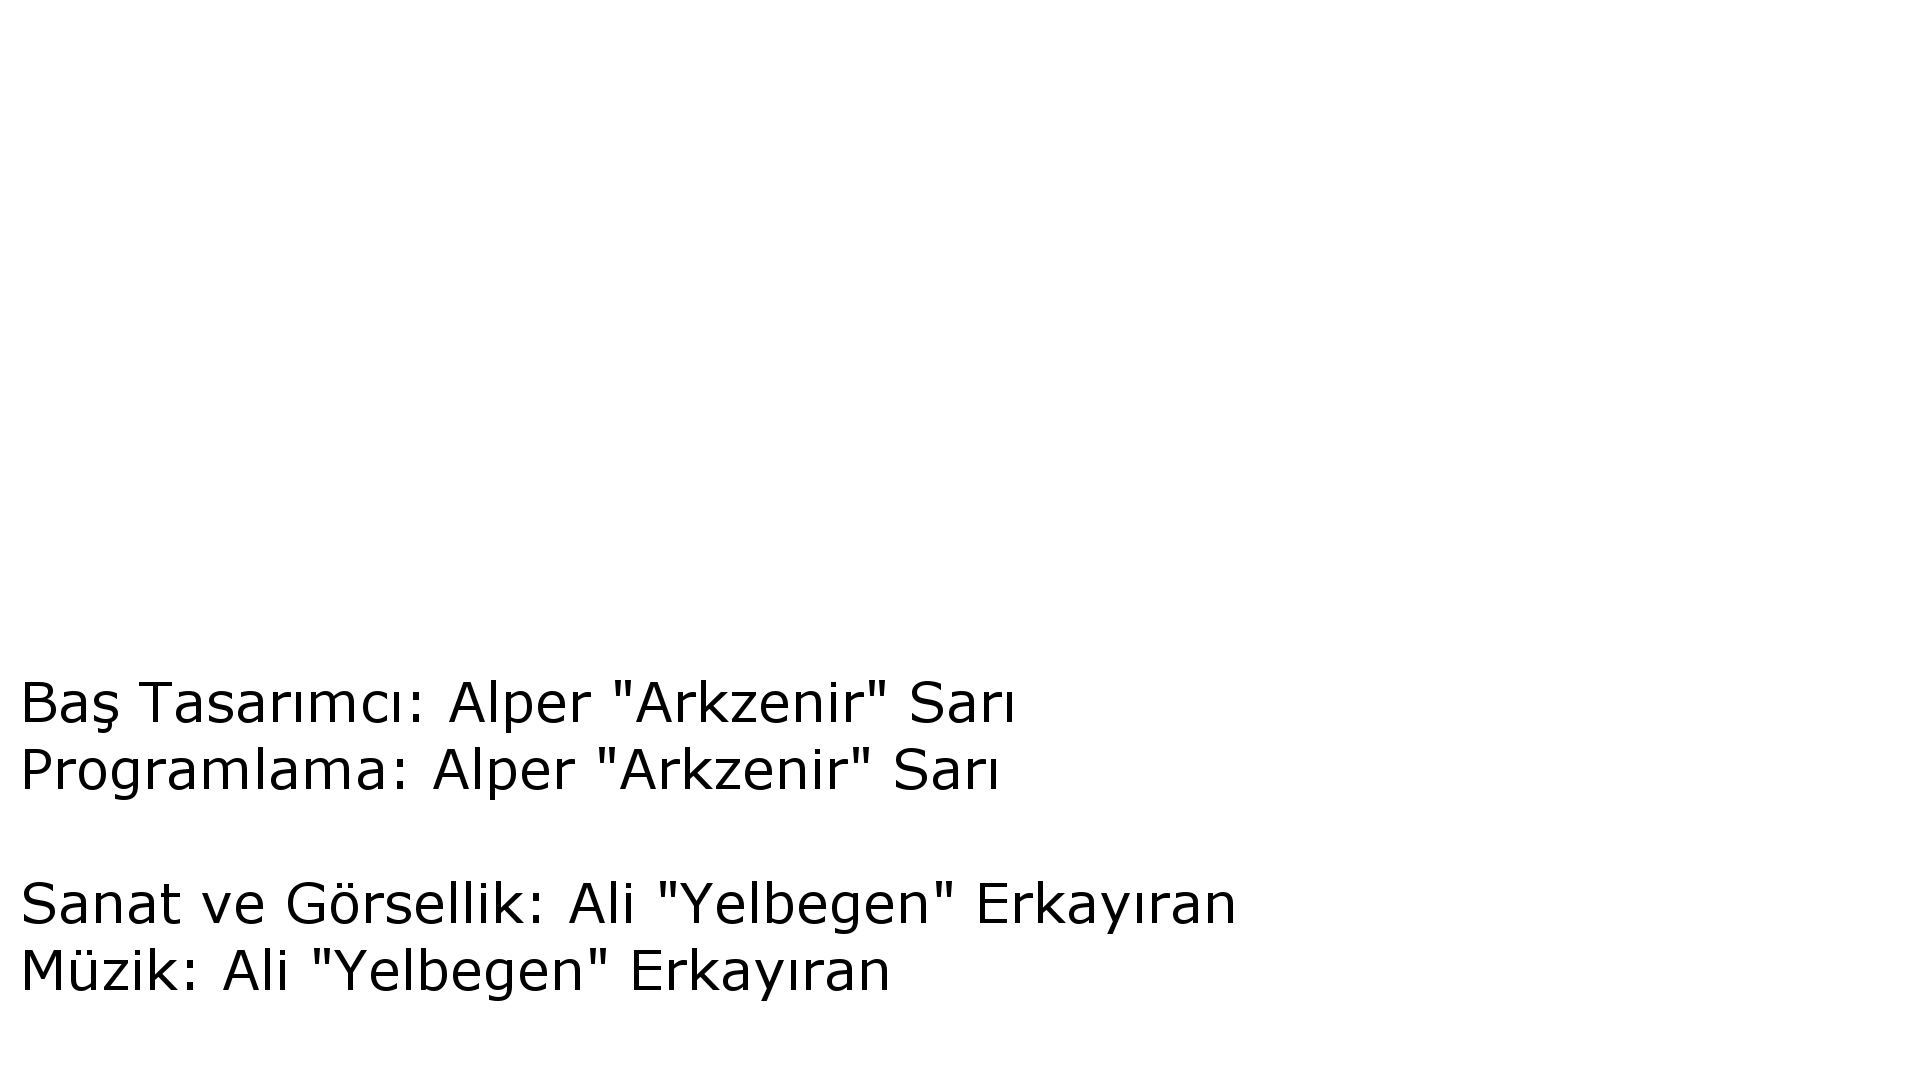 Baş Tasarımcı: Alper "Arkzenir" Sarı
Programlama: Alper "Arkzenir" Sarı
Sanat ve Görsellik: Ali "Yelbegen" Erkayıran
Müzik: Ali "Yelbegen" Erkayıran